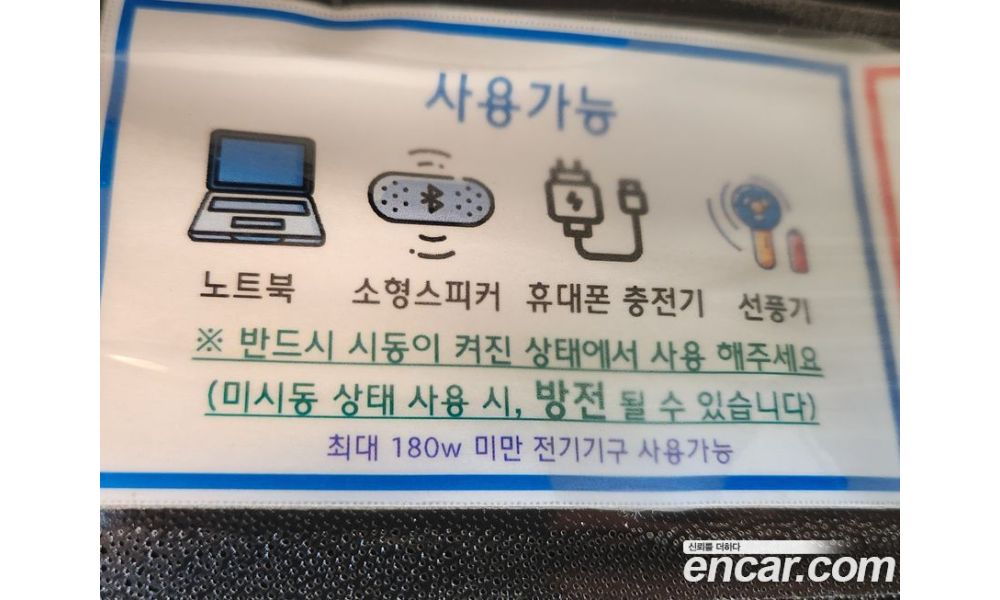 사용가능
노트북 소형스피커 휴대폰 충전기 선풍기
※ 반드시 시동이 켜진 상태에서 사용 해주세요
(미시동 상태 사용 시, 방전 될 수 있습니다)
최대 180w 미만 전기기구 사용가능
신뢰를 더하다
encar.com